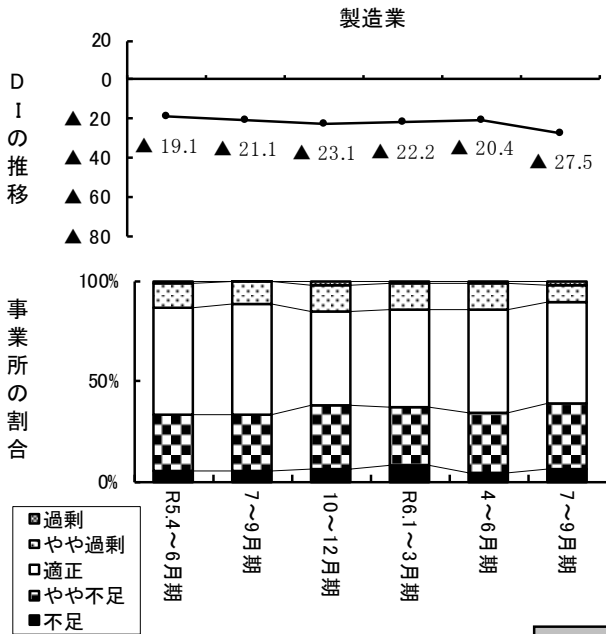 製造業
DIの推移
20
0
▲ 20
▲ 40
▲ 60
▲ 80
▲ 19.1
▲ 21.1
▲ 23.1
▲ 22.2
▲ 20.4
▲ 27.5
事業所の割合
100%
50%
0%
R5.4~6月期
7~9月期
10~12月期
R6.1~3月期
4~6月期
7~9月期
過剰
やや過剰
適正
やや不足
不足